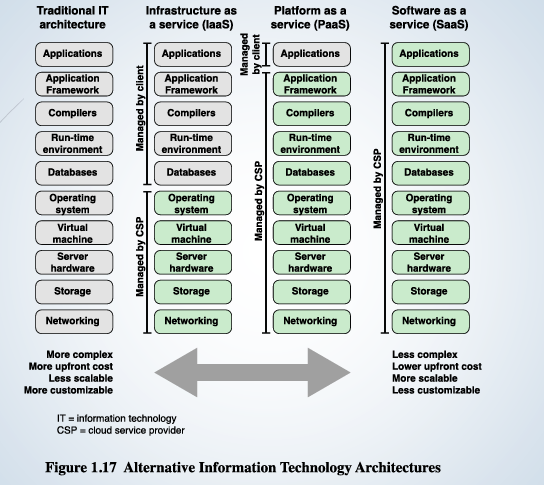 Traditional IT
architecture
Infrastructure as
a service (IaaS)
Platform as a
service (PaaS)
Software as a
service (SaaS)
Applications
Application
Framework
Compilers
Run-time
environment
Databases
Operating
system
Virtual
machine
Server
hardware
Storage
Networking
Managed by client
Managed by CSP
Applications
Application
Framework
Compilers
Run-time
environment
Databases
Operating
system
Virtual
machine
Server
hardware
Storage
Networking
Managed
by client
Managed by CSP
Applications
Application
Framework
Compilers
Run-time
environment
Databases
Operating
system
Virtual
machine
Server
hardware
Storage
Networking
Managed by CSP
Applications
Application
Framework
Compilers
Run-time
environment
Databases
Operating
system
Virtual
machine
Server
hardware
Storage
Networking
More complex
More upfront cost
Less scalable
More customizable
Less complex
Lower upfront cost
More scalable
Less customizable
IT = information technology
CSP = cloud service provider
Figure 1.17 Alternative Information Technology Architectures